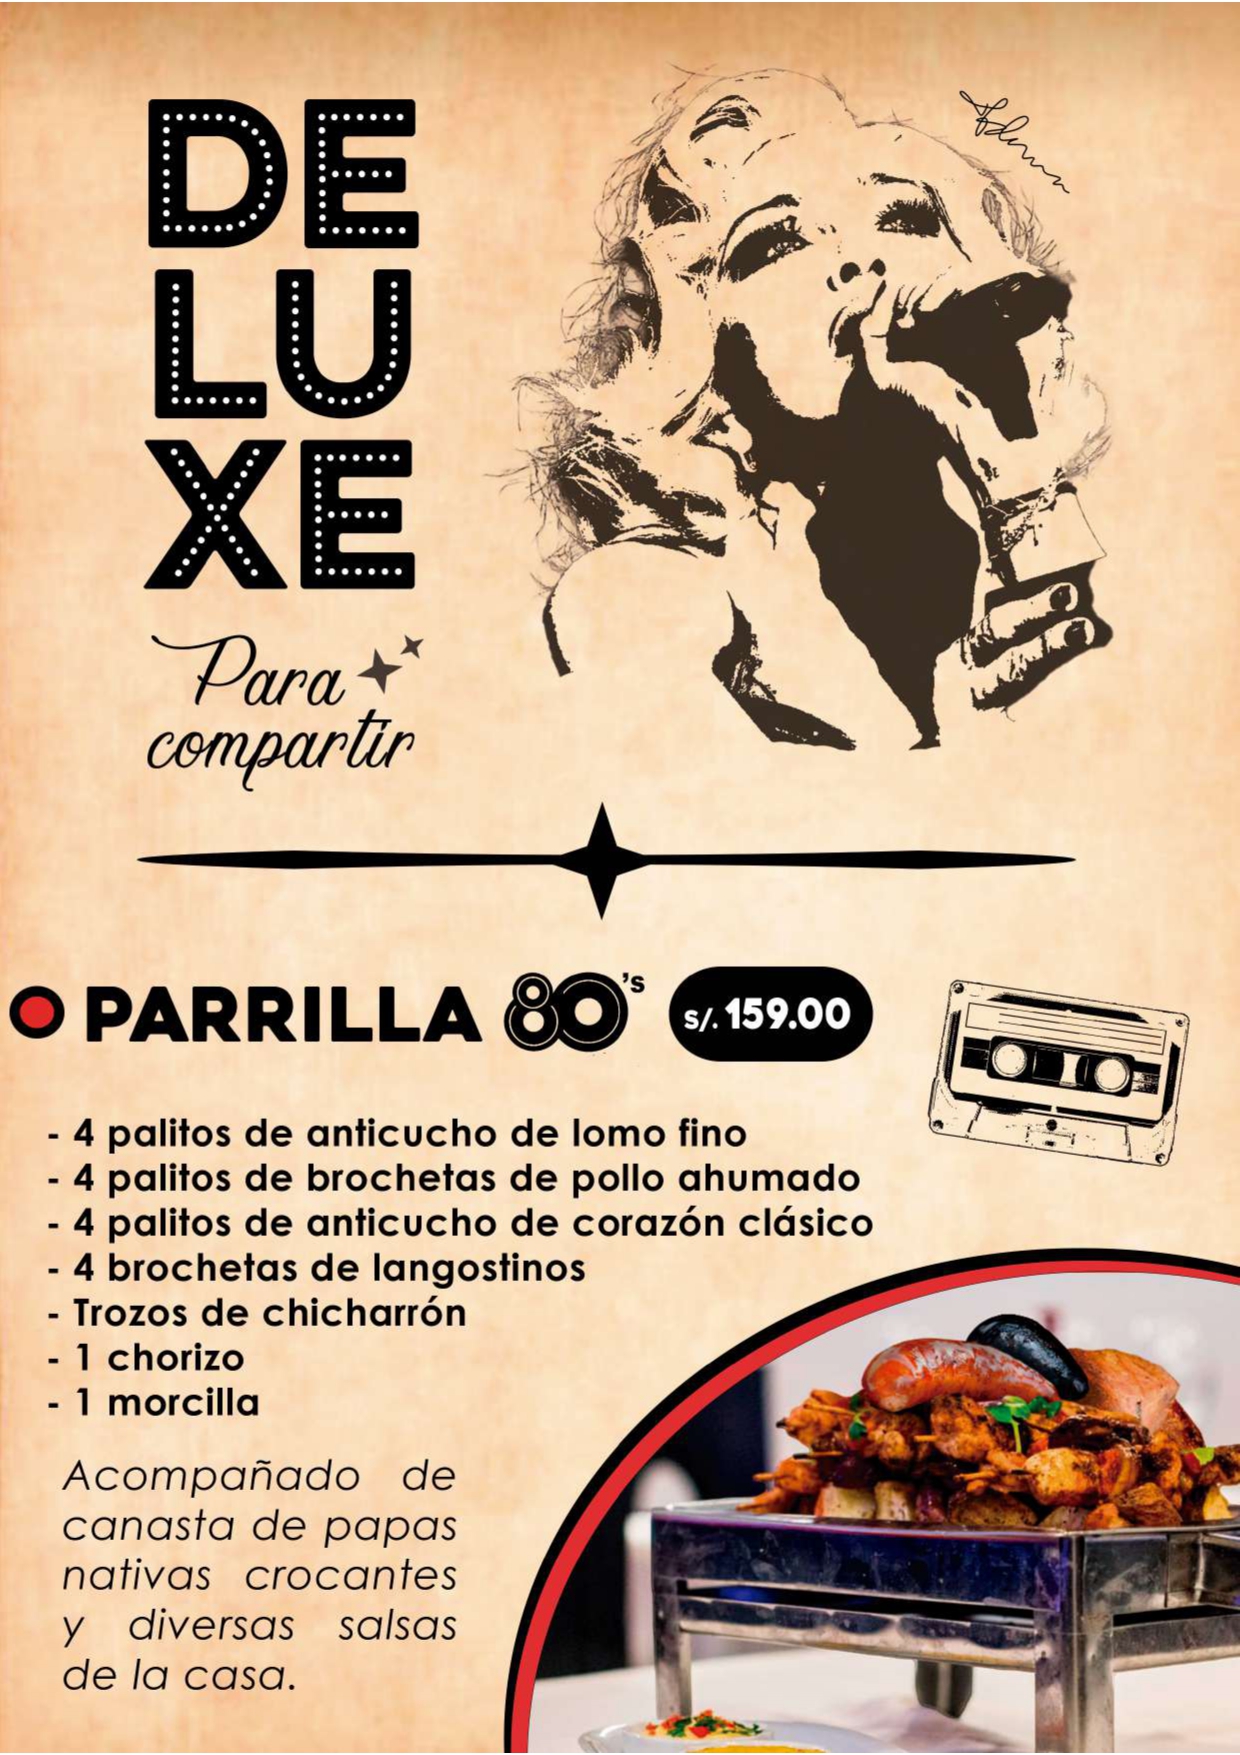 DE
LU
XE
Para
compartir
PARRILLA 80's S/. 159.00
- 4 palitos de anticucho de lomo fino
- 4 palitos de brochetas de pollo ahumado
- 4 palitos de anticucho de corazón clásico
- 4 brochetas de langostinos
- Trozos de chicharrón
- 1 chorizo
- 1 morcilla
Acompañado de
canasta de papas
nativas crocantes
y diversas salsas
de la casa.